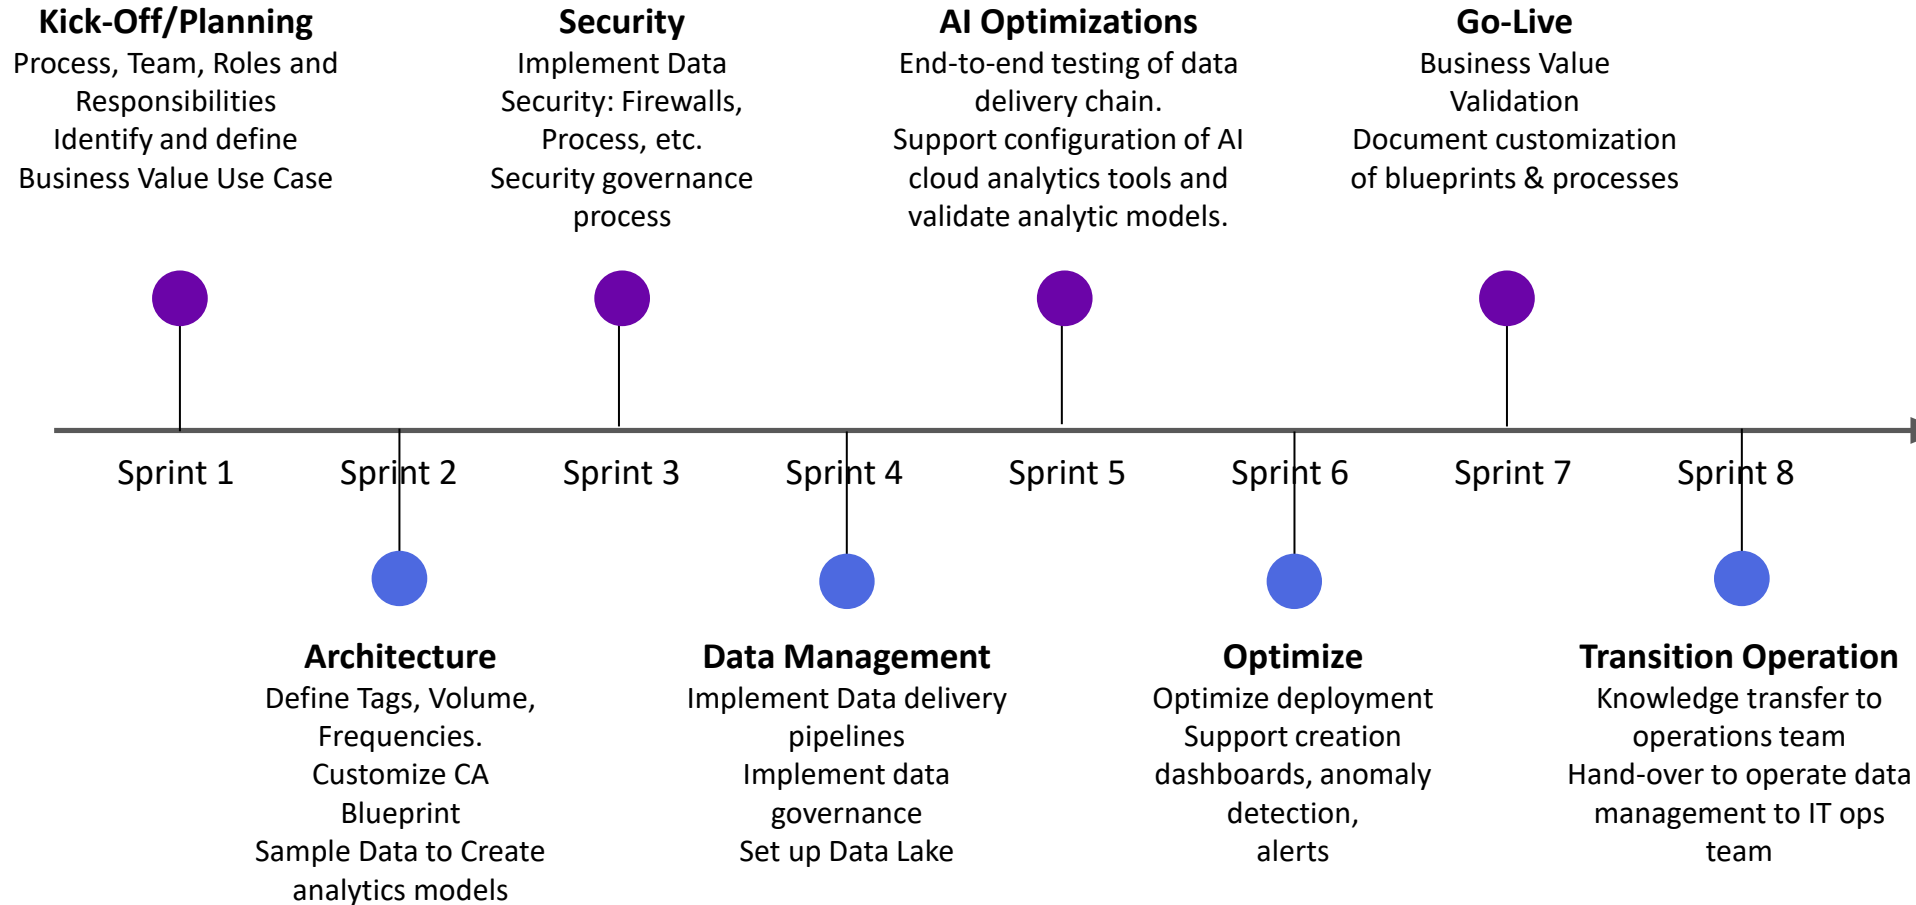 Kick-Off/Planning
Process, Team, Roles and
Responsibilities
Identify and define
Business Value Use Case
Security
Implement Data
Security: Firewalls,
Process, etc.
Security governance
process
AI Optimizations
End-to-end testing of data
delivery chain.
Support configuration of AI
cloud analytics tools and
validate analytic models.
Go-Live
Business Value
Validation
Document customization
of blueprints & processes
Sprint 1
Sprint 2
Sprint 3
Sprint 4
Sprint 5
Sprint 6
Sprint 7
Sprint 8
Architecture
Define Tags, Volume,
Frequencies.
Customize CA
Blueprint
Sample Data to Create
analytics models
Data Management
Implement Data delivery
pipelines
Implement data
governance
Set up Data Lake
Optimize
Optimize deployment
Support creation
dashboards, anomaly
detection,
alerts
Transition Operation
Knowledge transfer to
operations team
Hand-over to operate data
management to IT ops
team